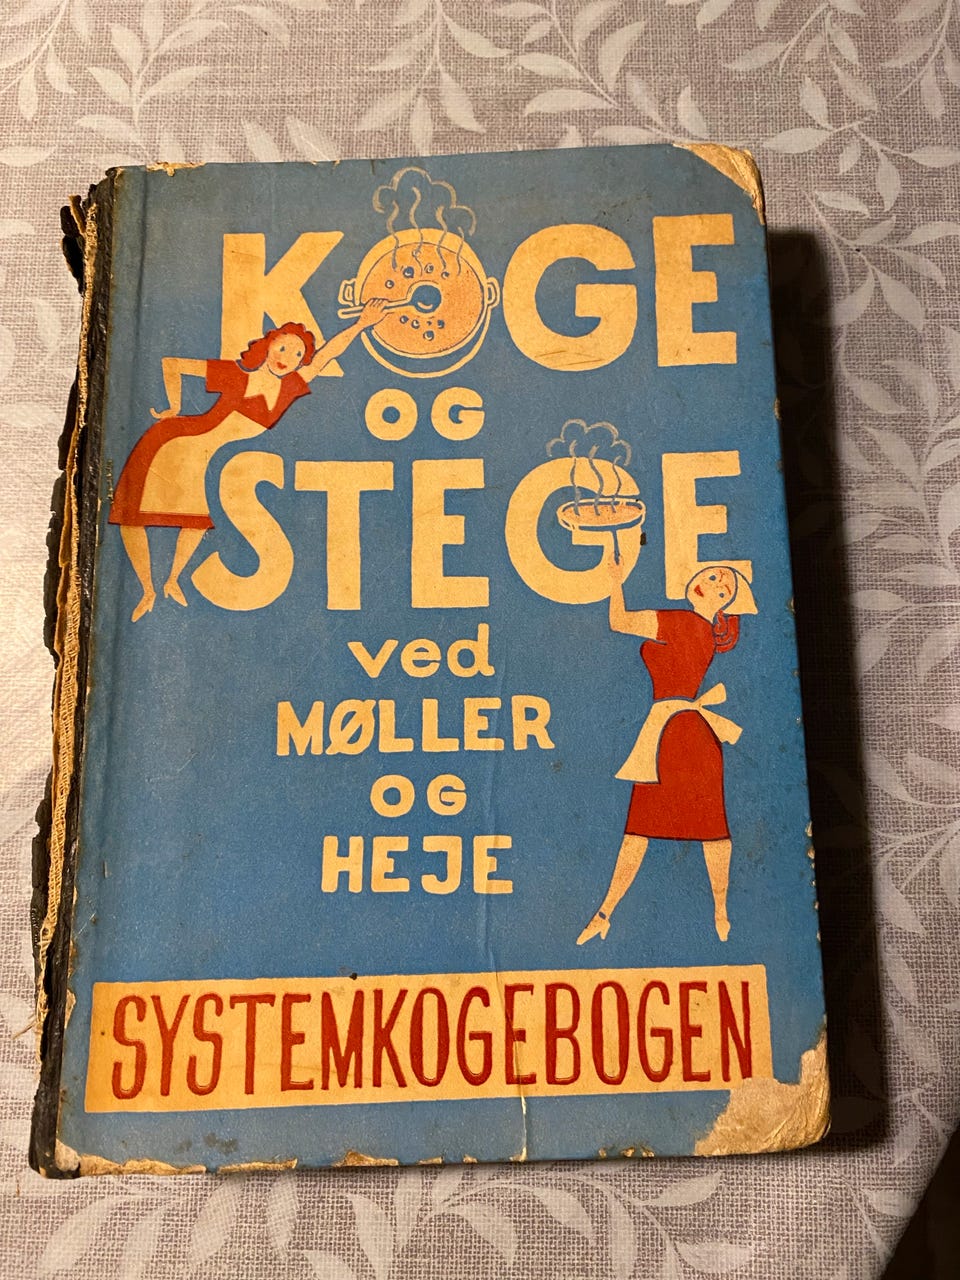 KOGE
OG
STEGE
ved
MØLLER
OG
HEJE
SYSTEMKOGEBOGEN